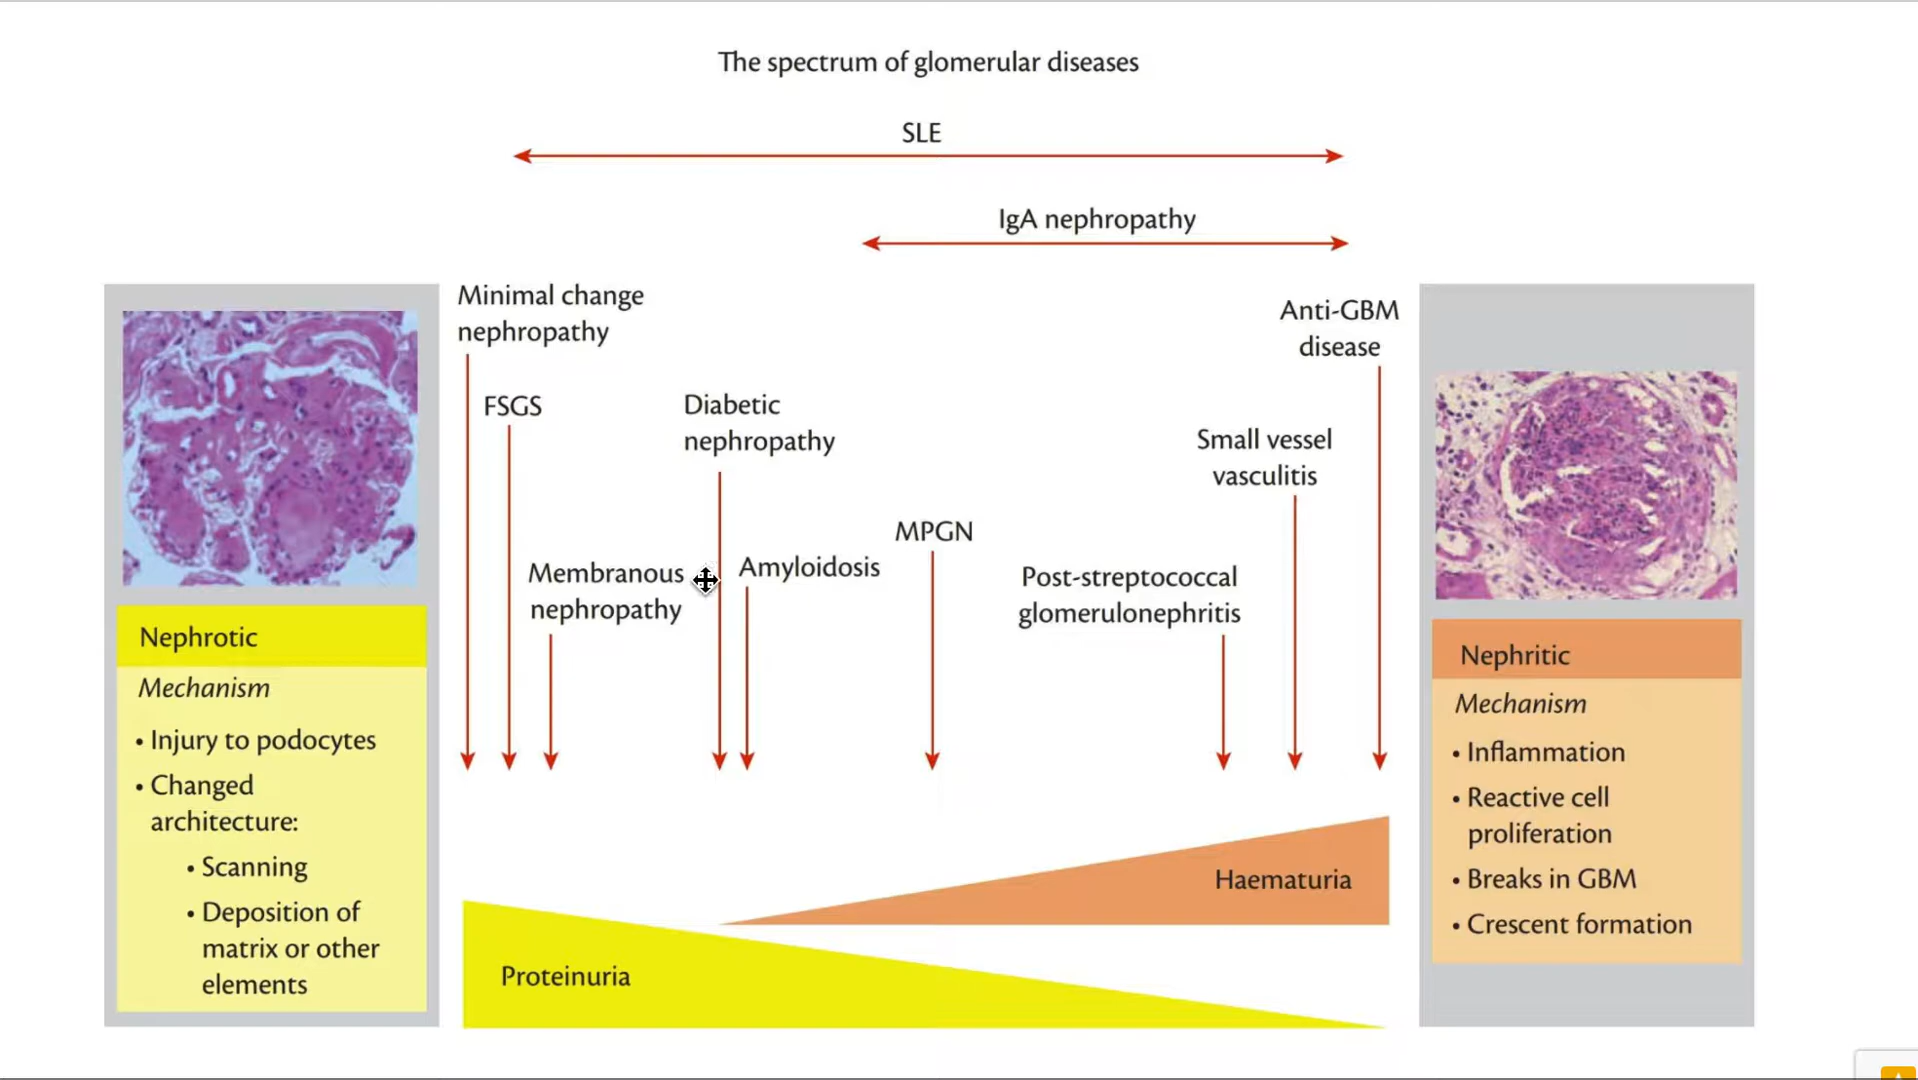 The spectrum of glomerular diseases
SLE
IgA nephropathy
Minimal change
nephropathy
FSGS
Membranous
nephropathy
Diabetic
nephropathy
Amyloidosis
MPGN
Post-streptococcal
glomerulonephritis
Small vessel
vasculitis
Anti-GBM
disease
Nephrotic
Mechanism
• Injury to podocytes
• Changed
architecture:
• Scanning
• Deposition of
matrix or other
elements
Proteinuria
Haematuria
Nephritic
Mechanism
• Inflammation
• Reactive cell
proliferation
• Breaks in GBM
• Crescent formation